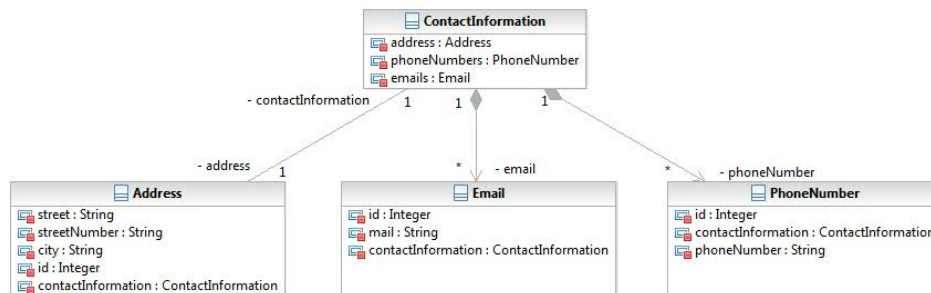 ContactInformation
address : Address
phoneNumbers : PhoneNumber
emails : Email
- contactInformation
1
1
1
- address
1
*
- email
*
- phoneNumber
Address
street : String
streetNumber : String
city : String
id : Integer
contactInformation : ContactInformation
Email
id : Integer
mail : String
contactInformation : ContactInformation
PhoneNumber
id : Integer
contactInformation : ContactInformation
phoneNumber : String